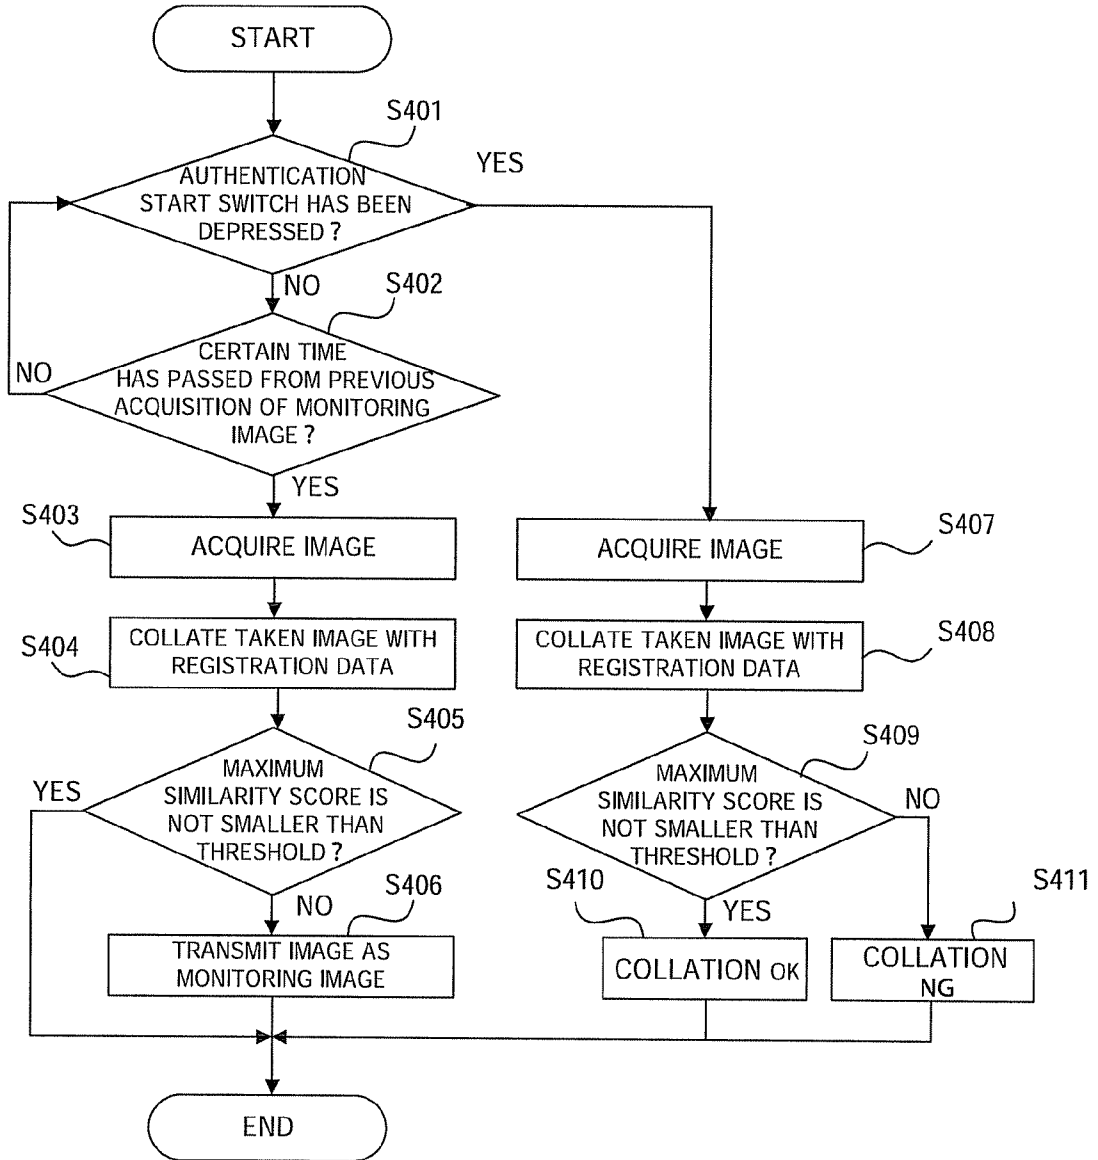 START
S401
AUTHENTICATION
START SWITCH HAS BEEN
DEPRESSED ?
YES
NO
S402
CERTAIN TIME
HAS PASSED FROM PREVIOUS
ACQUISITION OF MONITORING
IMAGE ?
NO
YES
S403
ACQUIRE IMAGE
S404
COLLATE TAKEN IMAGE WITH
REGISTRATION DATA
S405
MAXIMUM
SIMILARITY SCORE IS
NOT SMALLER THAN
THRESHOLD ?
YES
NO
S406
TRANSMIT IMAGE AS
MONITORING IMAGE
S407
ACQUIRE IMAGE
S408
COLLATE TAKEN IMAGE WITH
REGISTRATION DATA
S409
MAXIMUM
SIMILARITY SCORE IS
NOT SMALLER THAN
THRESHOLD ?
NO
YES
S410
COLLATION OK
S411
COLLATION
NG
END